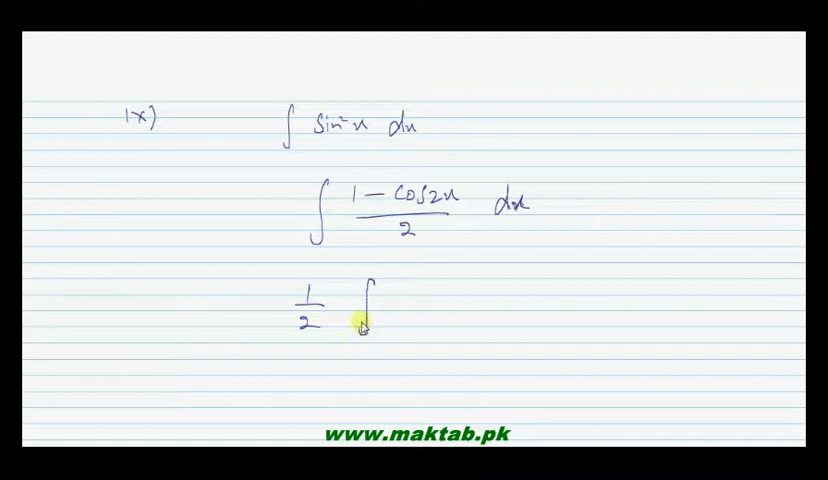 ix) ∫ sin²x dx
∫ 1 - cos2x / 2 dx
1/2 ∫
www.maktab.pk